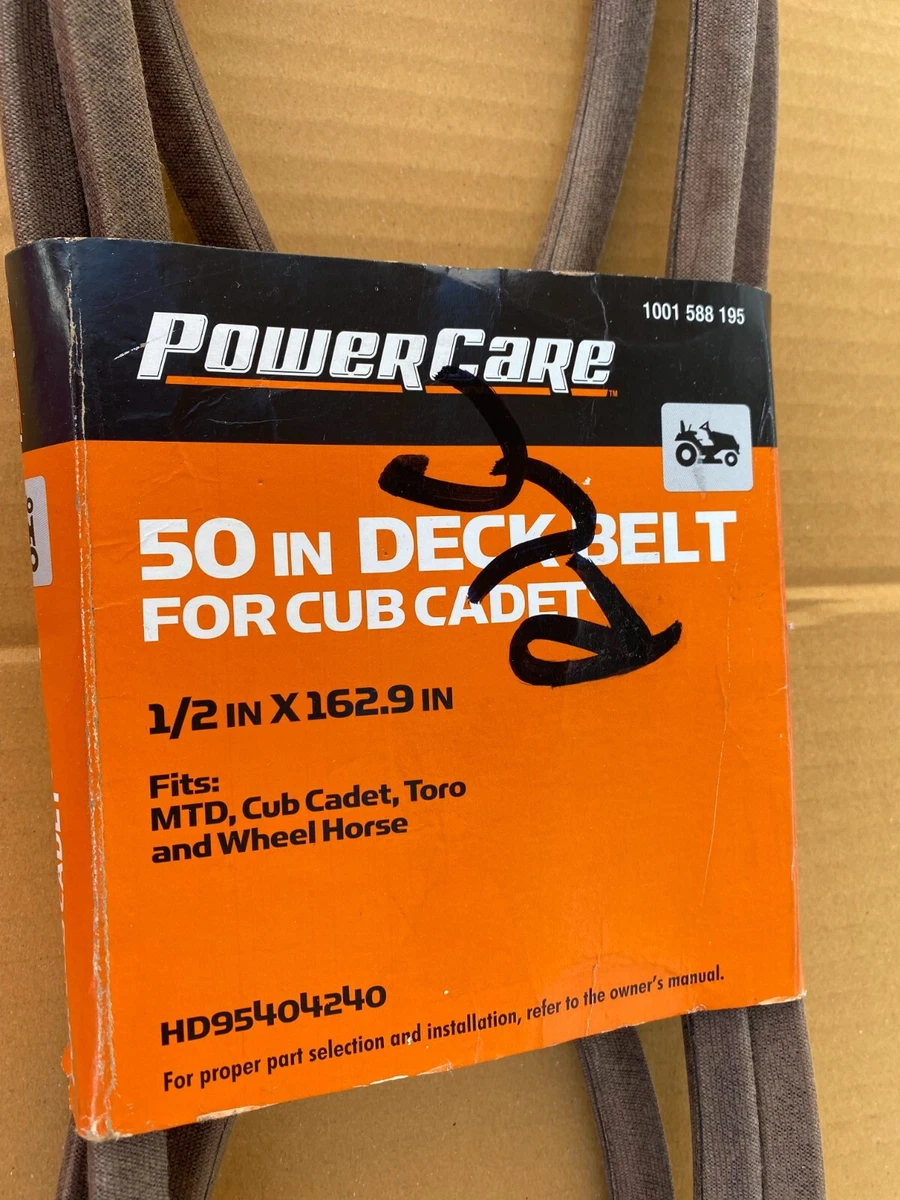 1001 588 195
PowerCare™
50 IN DECK BELT
FOR CUB CADET
1/2 IN X 162.9 IN
Fits:
MTD, Cub Cadet, Toro
and Wheel Horse
HD95404240
For proper part selection and installation, refer to the owner's manual.